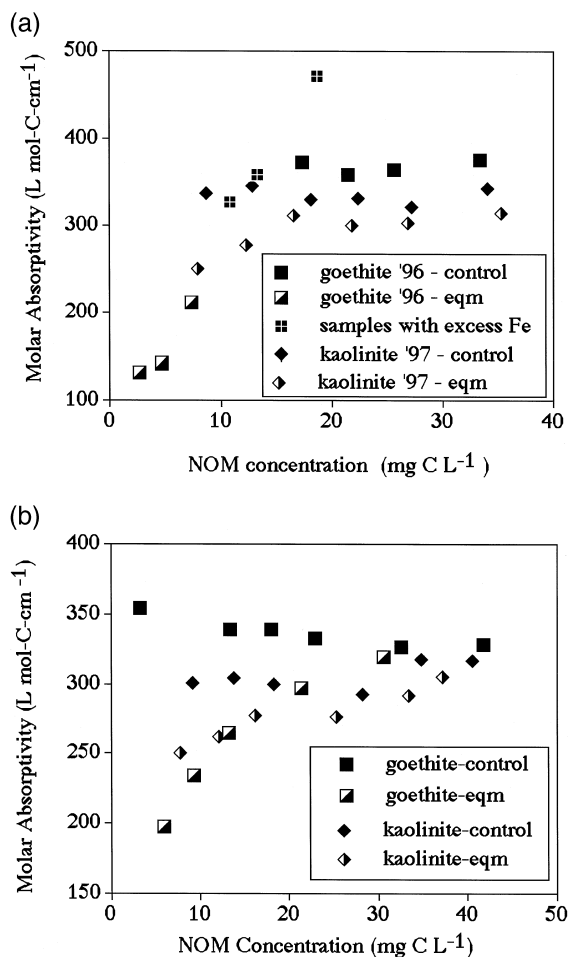 (a)
500
400
300
200
100
Molar Absorptivity (L mol-C-cm⁻¹)
goethite '96 - control
goethite '96 - eqm
samples with excess Fe
kaolinite '97 - control
kaolinite '97 - eqm
0 10 20 30 40
NOM concentration (mg C L⁻¹ )
(b)
400
350
300
250
200
150
Molar Absorptivity (L mol-C-cm ⁻¹)
goethite-control
goethite-eqm
kaolinite-control
kaolinite-eqm
0 10 20 30 40 50
NOM Concentration (mg C L⁻¹)